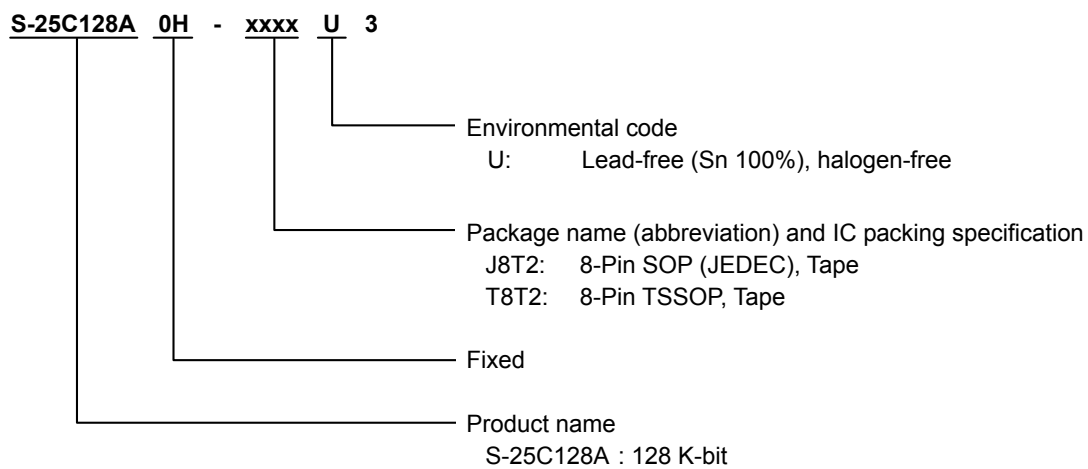 S-25C128A 0H - xxxx U 3
Environmental code
U: Lead-free (Sn 100%), halogen-free
Package name (abbreviation) and IC packing specification
J8T2: 8-Pin SOP (JEDEC), Tape
T8T2: 8-Pin TSSOP, Tape
Fixed
Product name
S-25C128A : 128 K-bit